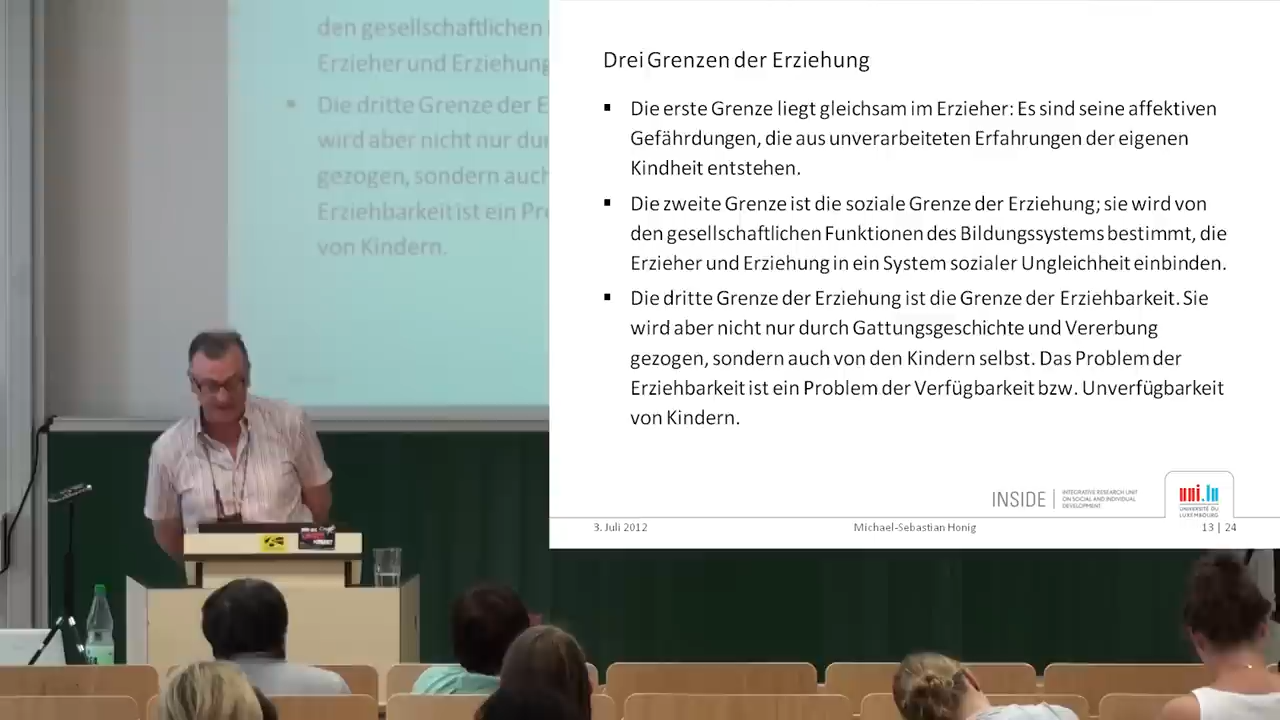 den gesellschaftlichen
Erzieher und Erziehung
Die dritte Grenze der E
wird aber nicht nur du
gezogen, sondern auch
Erziehbarkeit ist ein Pr
von Kindern.
Drei Grenzen der Erziehung
Die erste Grenze liegt gleichsam im Erzieher: Es sind seine affektiven
Gefährdungen, die aus unverarbeiteten Erfahrungen der eigenen
Kindheit entstehen.
Die zweite Grenze ist die soziale Grenze der Erziehung; sie wird von
den gesellschaftlichen Funktionen des Bildungssystems bestimmt, die
Erzieher und Erziehung in ein System sozialer Ungleichheit einbinden.
Die dritte Grenze der Erziehung ist die Grenze der Erziehbarkeit. Sie
wird aber nicht nur durch Gattungsgeschichte und Vererbung
gezogen, sondern auch von den Kindern selbst. Das Problem der
Erziehbarkeit ist ein Problem der Verfügbarkeit bzw. Unverfügbarkeit
von Kindern.
INSIDE
INTEGRATIVE RESEARCH UNIT
ON SOCIAL AND INDIVIDUAL
DEVELOPMENT
uni.lu
UNIVERSITÉ DU
LUXEMBOURG
3. Juli 2012
Michael-Sebastian Honig
13 | 24